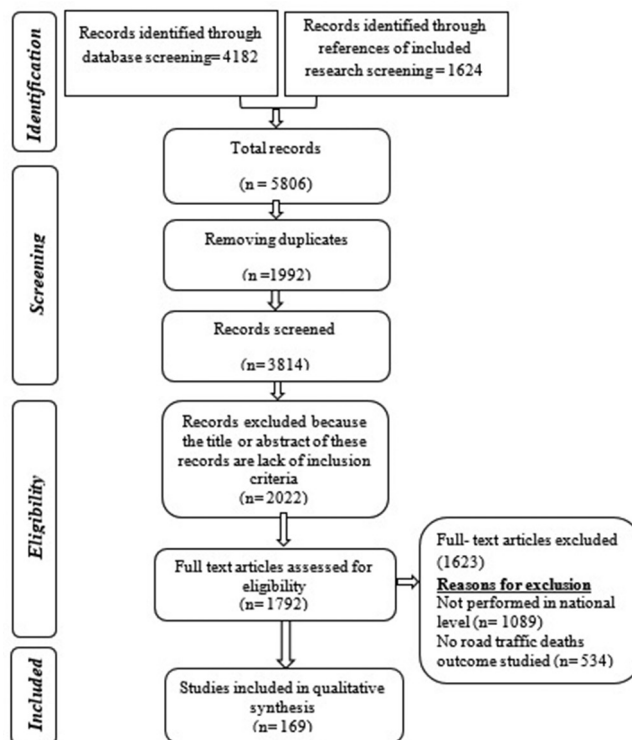 Identification
Records identified through
database screening= 4182
Records identified through
references of included
research screening = 1624
Total records
(n = 5806)
Screening
Removing duplicates
(n=1992)
Records screened
(n=3814)
Eligibility
Records excluded because
the title or abstract of these
records are lack of inclusion
criteria
(n=2022)
Full text articles assessed for
eligibility
(n=1792)
Full- text articles excluded
(1623)
Reasons for exclusion
Not performed in national
level (n= 1089)
No road traffic deaths
outcome studied (n=534)
Included
Studies included in qualitative
synthesis
(n=169)